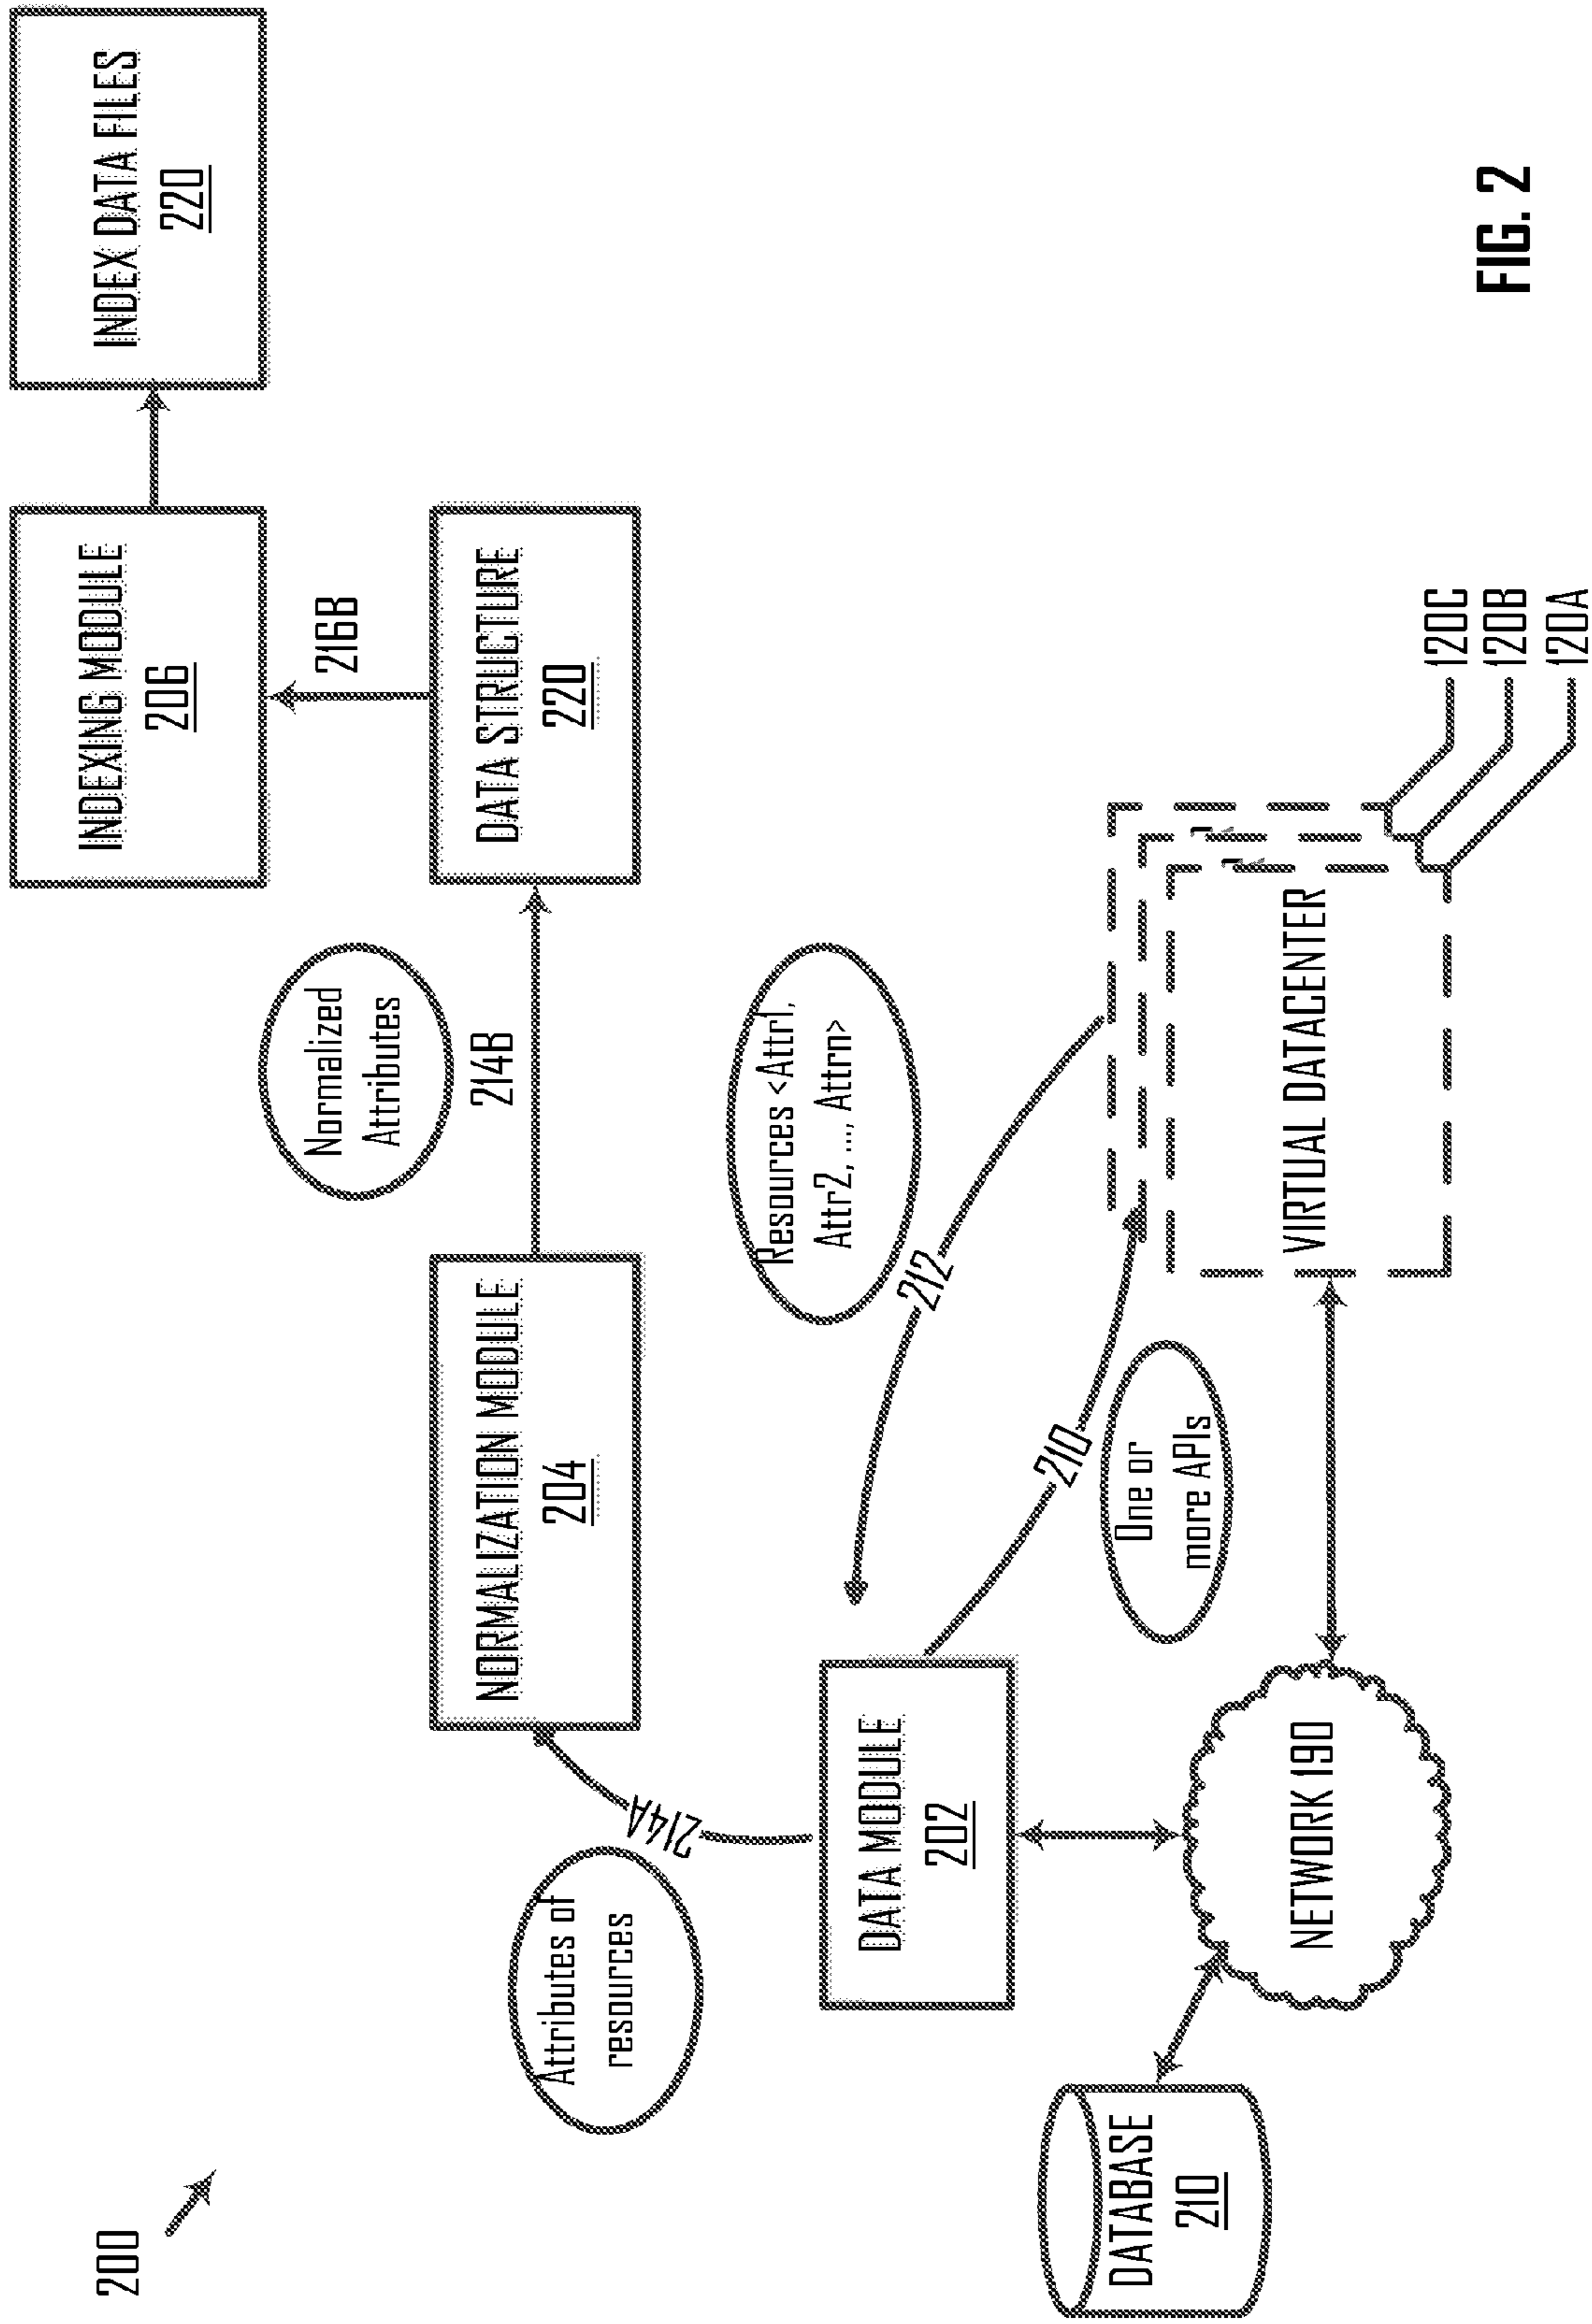 200
INDEXING MODULE
206
INDEX DATA FILES
220
216B
Normalized
Attributes
214B
NORMALIZATION MODULE
204
DATA STRUCTURE
220
Attributes of
resources
214A
Resources <Attr1,
Attr2, ..., Attrn>
212
DATA MODULE
202
210
One or
more APIs
DATABASE
210
NETWORK 190
VIRTUAL DATACENTER
120C
120B
120A
FIG. 2